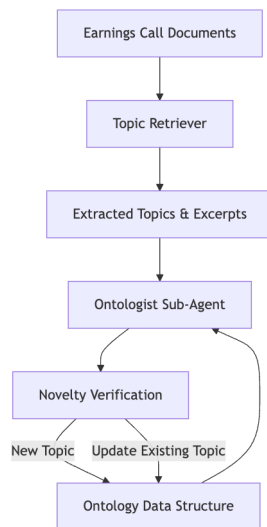 Earnings Call Documents
Topic Retriever
Extracted Topics & Excerpts
Ontologist Sub-Agent
Novelty Verification
New Topic
Update Existing Topic
Ontology Data Structure